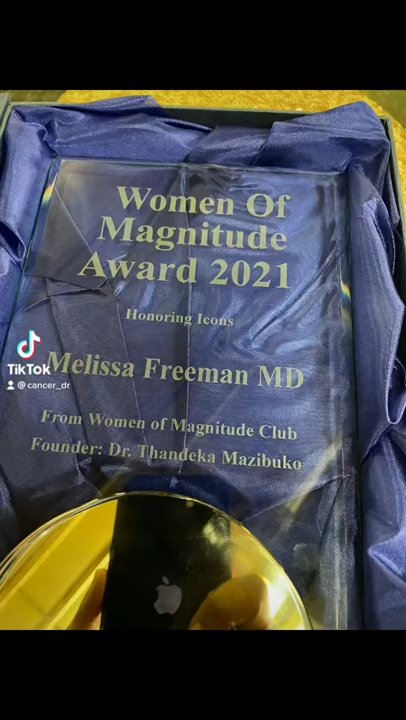 Women Of
Magnitude
Award 2021
Honoring Icons
Melissa Freeman MD
From Women of Magnitude Club
Founder: Dr. Thandeka Mazibuko
TikTok
@cancer_dr